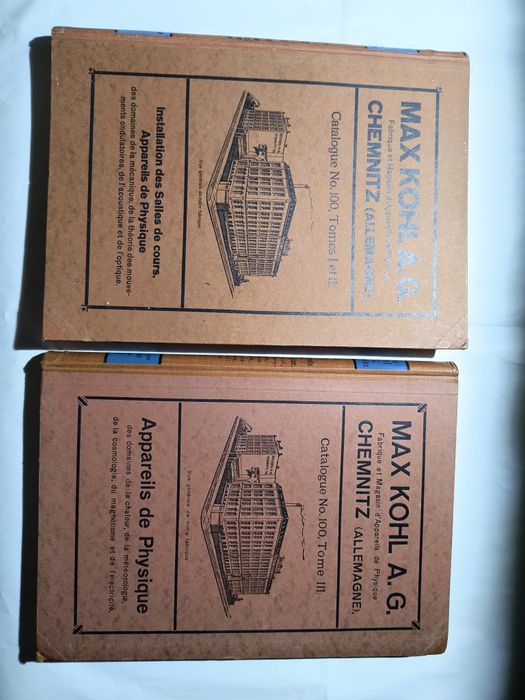 MAX KOHL A. G.
Fabrique et Magasin d'Appareils de Physique
CHEMNITZ (ALLEMAGNE).
Catalogue No. 100, Tomes I et II.
Vue générale de notre fabrique.
Installation des Salles de cours.
Appareils de Physique
des domaines de la mécanique, de la théorie des mouve-
ments ondulatoires, de l'acoustique et de l'optique.
MAX KOHL A. G.
Fabrique et Magasin d'Appareils de Physique
CHEMNITZ (ALLEMAGNE).
Catalogue No. 100, Tome III.
Vue générale de notre fabrique
Appareils de Physique
des domaines de la chaleur, de la météorologie,
de la cosmologie, du magnétisme et de l'électricité.